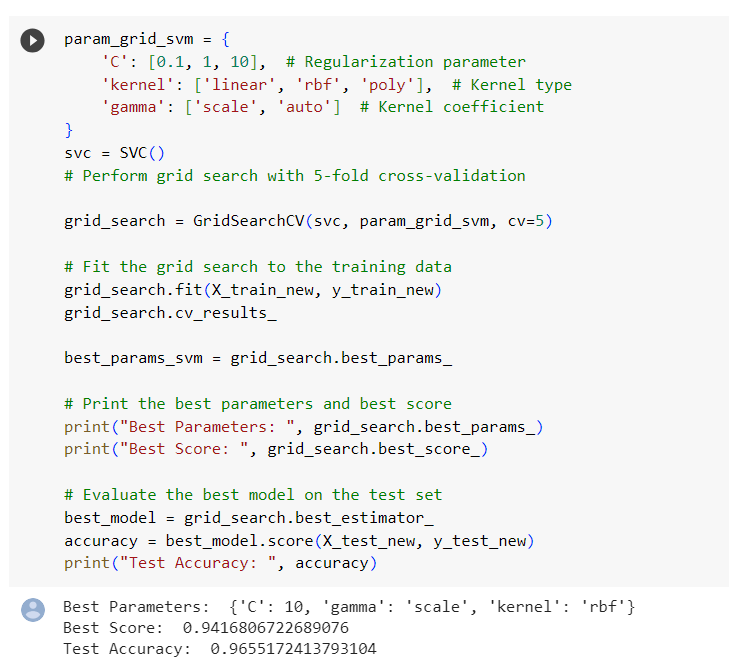 param_grid_svm = {
    'C': [0.1, 1, 10],  # Regularization parameter
    'kernel': ['linear', 'rbf', 'poly'],  # Kernel type
    'gamma': ['scale', 'auto']  # Kernel coefficient
}
svc = SVC()
# Perform grid search with 5-fold cross-validation

grid_search = GridSearchCV(svc, param_grid_svm, cv=5)

# Fit the grid search to the training data
grid_search.fit(X_train_new, y_train_new)
grid_search.cv_results_

best_params_svm = grid_search.best_params_

# Print the best parameters and best score
print("Best Parameters: ", grid_search.best_params_)
print("Best Score: ", grid_search.best_score_)

# Evaluate the best model on the test set
best_model = grid_search.best_estimator_
accuracy = best_model.score(X_test_new, y_test_new)
print("Test Accuracy: ", accuracy)

Best Parameters:  {'C': 10, 'gamma': 'scale', 'kernel': 'rbf'}
Best Score:  0.9416806722689076
Test Accuracy:  0.9655172413793104